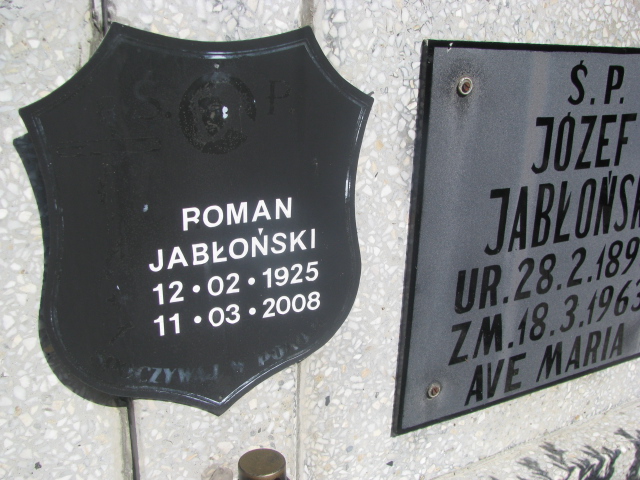 Ś. P.
ROMAN
JABŁOŃSKI
12 • 02 • 1925
11 • 03 • 2008
Ś. P.
JÓZEF
JABŁOŃSK
UR. 28.2.189
ZM. 18.3.1963
AVE MARIA